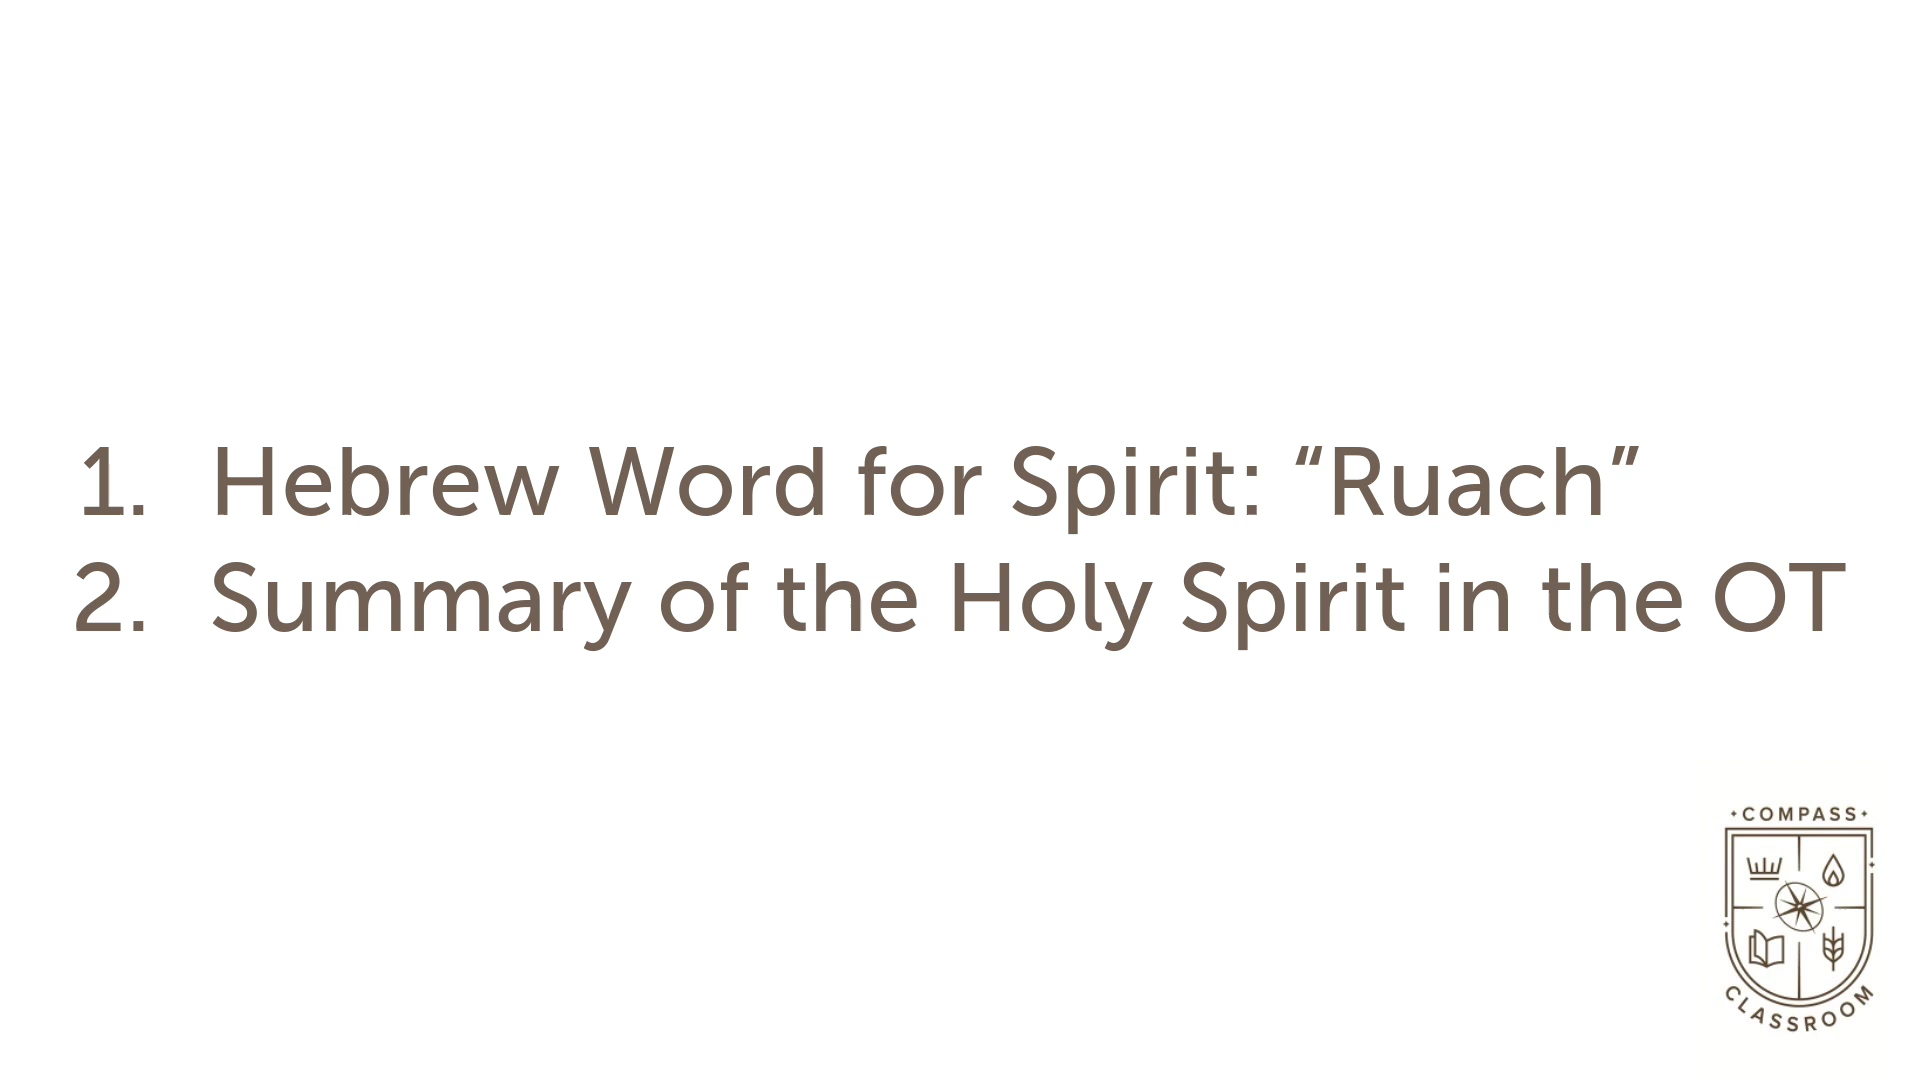 1. Hebrew Word for Spirit: “Ruach”
2. Summary of the Holy Spirit in the OT
COMPASS
CLASSROOM